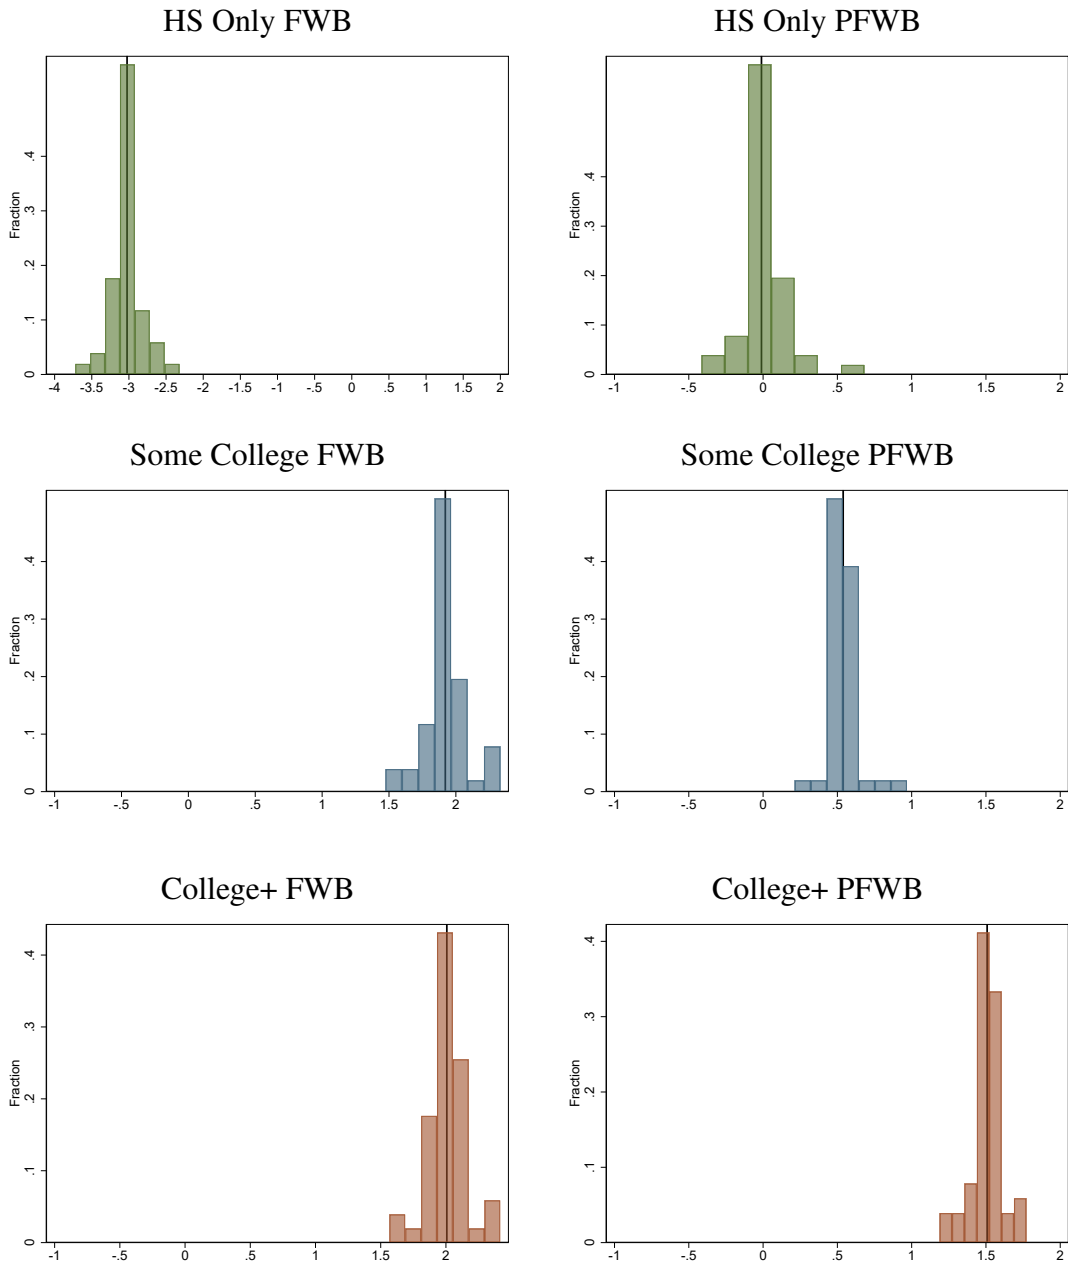 HS Only FWB
Fraction
0 .1 .2 .3 .4
-4 -3.5 -3 -2.5 -2 -1.5 -1 -.5 0 .5 1 1.5 2
HS Only PFWB
Fraction
0 .1 .2 .3 .4
-1 -.5 0 .5 1 1.5 2
Some College FWB
Fraction
0 .1 .2 .3 .4
-1 -.5 0 .5 1 1.5 2
Some College PFWB
Fraction
0 .1 .2 .3 .4
-1 -.5 0 .5 1 1.5 2
College+ FWB
Fraction
0 .1 .2 .3 .4
-1 -.5 0 .5 1 1.5 2
College+ PFWB
Fraction
0 .1 .2 .3 .4
-1 -.5 0 .5 1 1.5 2